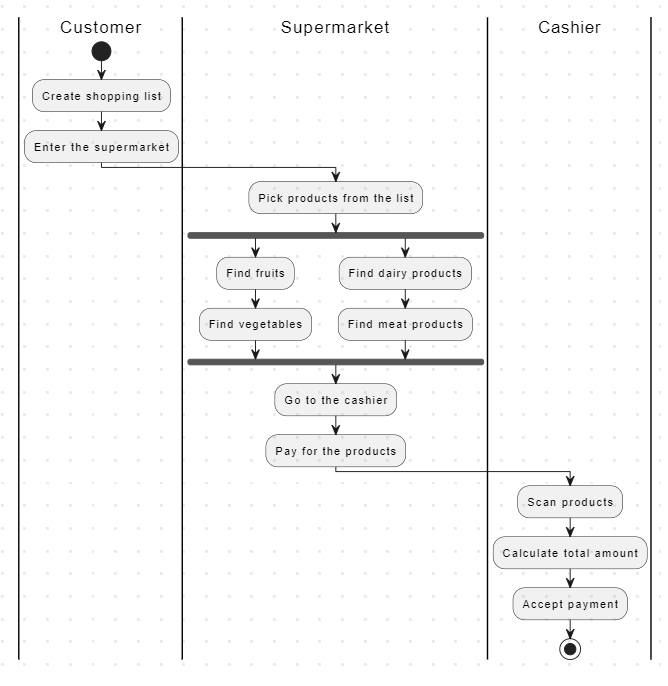 Customer
Supermarket
Cashier
Create shopping list
Enter the supermarket
Pick products from the list
Find fruits
Find dairy products
Find vegetables
Find meat products
Go to the cashier
Pay for the products
Scan products
Calculate total amount
Accept payment